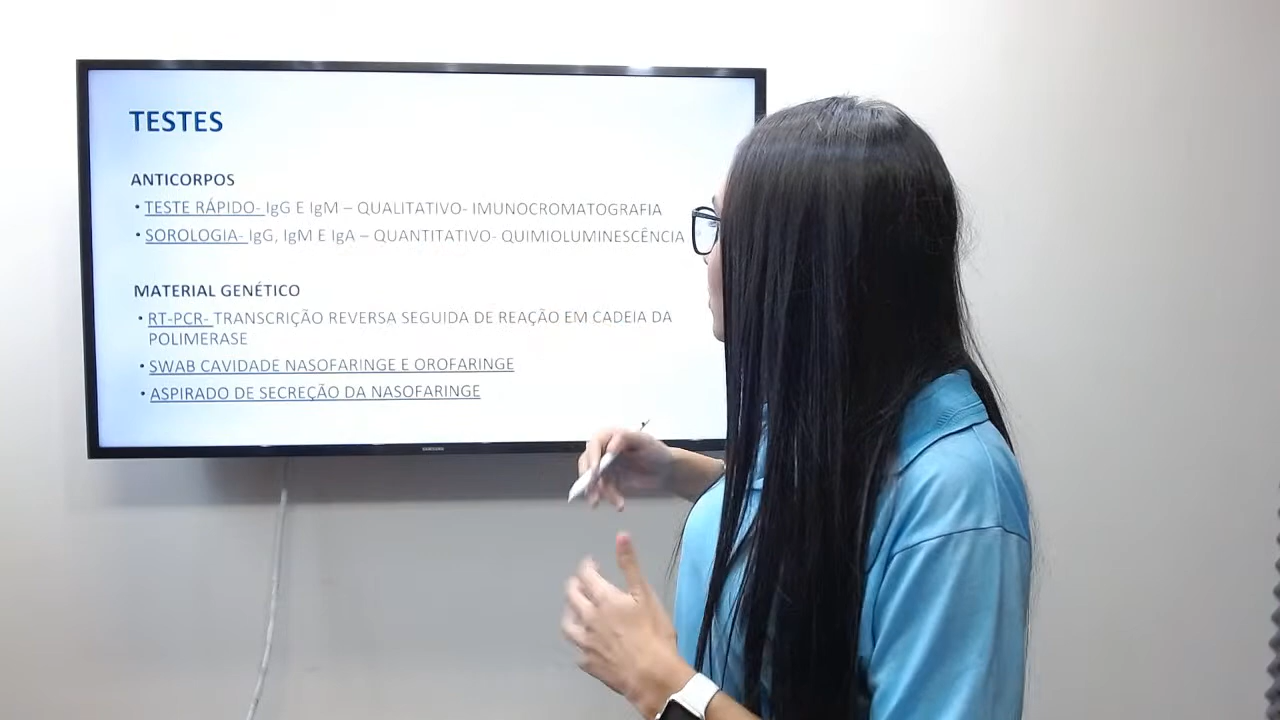 TESTES
ANTICORPOS
• TESTE RÁPIDO- IgG E IgM – QUALITATIVO- IMUNOCROMATOGRAFIA
• SOROLOGIA- IgG, IgM E IgA – QUANTITATIVO- QUIMIOLUMINESCÊNCIA
MATERIAL GENÉTICO
• RT-PCR- TRANSCRIÇÃO REVERSA SEGUIDA DE REAÇÃO EM CADEIA DA
POLIMERASE
• SWAB CAVIDADE NASOFARINGE E OROFARINGE
• ASPIRADO DE SECREÇÃO DA NASOFARINGE
SAMSUNG